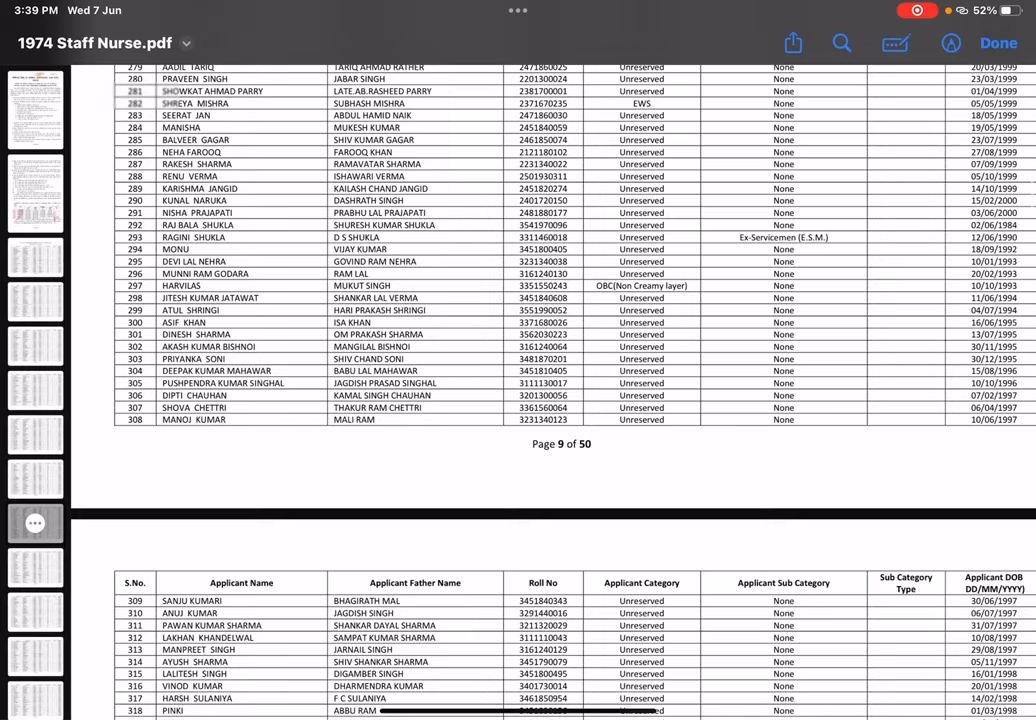 3:39 PM Wed 7 Jun 52%
1974 Staff Nurse.pdf Done
279 AADIL TARIQ TARIQ AHMAD RATHER 2471860025 Unreserved None 20/03/1999
280 PRAVEEN SINGH JABAR SINGH 2201300024 Unreserved None 23/03/1999
281 SHOWKAT AHMAD PARRY LATE.AB.RASHEED PARRY 2381700001 Unreserved None 01/04/1999
282 SHREYA MISHRA SUBHASH MISHRA 2371670235 EWS None 05/05/1999
283 SEERAT JAN ABDUL HAMID NAIK 2471860030 Unreserved None 18/05/1999
284 MANISHA MUKESH KUMAR 2451840059 Unreserved None 19/05/1999
285 BALVEER GAGAR SHIV KUMAR GAGAR 2461850074 Unreserved None 23/07/1999
286 NEHA FAROOQ FAROOQ KHAN 2121180102 Unreserved None 27/08/1999
287 RAKESH SHARMA RAMAVATAR SHARMA 2231340022 Unreserved None 07/09/1999
288 RENU VERMA ISHAWARI VERMA 2501930311 Unreserved None 05/10/1999
289 KARISHMA JANGID KAILASH CHAND JANGID 2451820274 Unreserved None 14/10/1999
290 KUNAL NARUKA DASHRATH SINGH 2401720150 Unreserved None 15/02/2000
291 NISHA PRAJAPATI PRABHU LAL PRAJAPATI 2481880177 Unreserved None 03/06/2000
292 RAJ BALA SHUKLA SHURESH KUMAR SHUKLA 3541970096 Unreserved None 02/06/1984
293 RAGINI SHUKLA D S SHUKLA 3311460018 Unreserved Ex-Servicemen (E.S.M.) 12/06/1990
294 MONU VIJAY KUMAR 3451800405 Unreserved None 18/09/1992
295 DEVI LAL NEHRA GOVIND RAM NEHRA 3231340038 Unreserved None 10/01/1993
296 MUNNI RAM GODARA RAM LAL 3161240130 Unreserved None 20/02/1993
297 HARVILAS MUKUT SINGH 3351550243 OBC(Non Creamy layer) None 10/10/1993
298 JITESH KUMAR JATAWAT SHANKAR LAL VERMA 3451840608 Unreserved None 11/06/1994
299 ATUL SHRINGI HARI PRAKASH SHRINGI 3551990052 Unreserved None 04/07/1994
300 ASIF KHAN ISA KHAN 3371680026 Unreserved None 16/06/1995
301 DINESH SHARMA OM PRAKASH SHARMA 3562030223 Unreserved None 13/07/1995
302 AKASH KUMAR BISHNOI MANGILAL BISHNOI 3161240064 Unreserved None 30/11/1995
303 PRIYANKA SONI SHIV CHAND SONI 3481870201 Unreserved None 30/12/1995
304 DEEPAK KUMAR MAHAWAR BABU LAL MAHAWAR 3451810405 Unreserved None 15/08/1996
305 PUSHPENDRA KUMAR SINGHAL JAGDISH PRASAD SINGHAL 3111130017 Unreserved None 10/10/1996
306 DIPTI CHAUHAN KAMAL SINGH CHAUHAN 3201300056 Unreserved None 07/02/1997
307 SHOVA CHETTRI THAKUR RAM CHETTRI 3361560064 Unreserved None 06/04/1997
308 MANOJ KUMAR MALI RAM 3231340123 Unreserved None 10/06/1997
Page 9 of 50
S.No. Applicant Name Applicant Father Name Roll No Applicant Category Applicant Sub Category Sub Category Type Applicant DOB DD/MM/YYYY)
309 SANJU KUMARI BHAGIRATH MAL 3451840343 Unreserved None 30/06/1997
310 ANUJ KUMAR JAGDISH SINGH 3291440016 Unreserved None 06/07/1997
311 PAWAN KUMAR SHARMA SHANKAR DAYAL SHARMA 3211320029 Unreserved None 31/07/1997
312 LAKHAN KHANDELWAL SAMPAT KUMAR SHARMA 3111110043 Unreserved None 10/08/1997
313 MANPREET SINGH JARNAIL SINGH 3161240129 Unreserved None 29/08/1997
314 AYUSH SHARMA SHIV SHANKAR SHARMA 3451790079 Unreserved None 05/11/1997
315 LALITESH SINGH DIGAMBER SINGH 3451800495 Unreserved None 16/01/1998
316 VINOD KUMAR DHARMENDRA KUMAR 3401730014 Unreserved None 20/01/1998
317 HARSH SULANIYA F C SULANIYA 3461850954 Unreserved None 14/02/1998
318 PINKI ABBU RAM None 01/03/1998